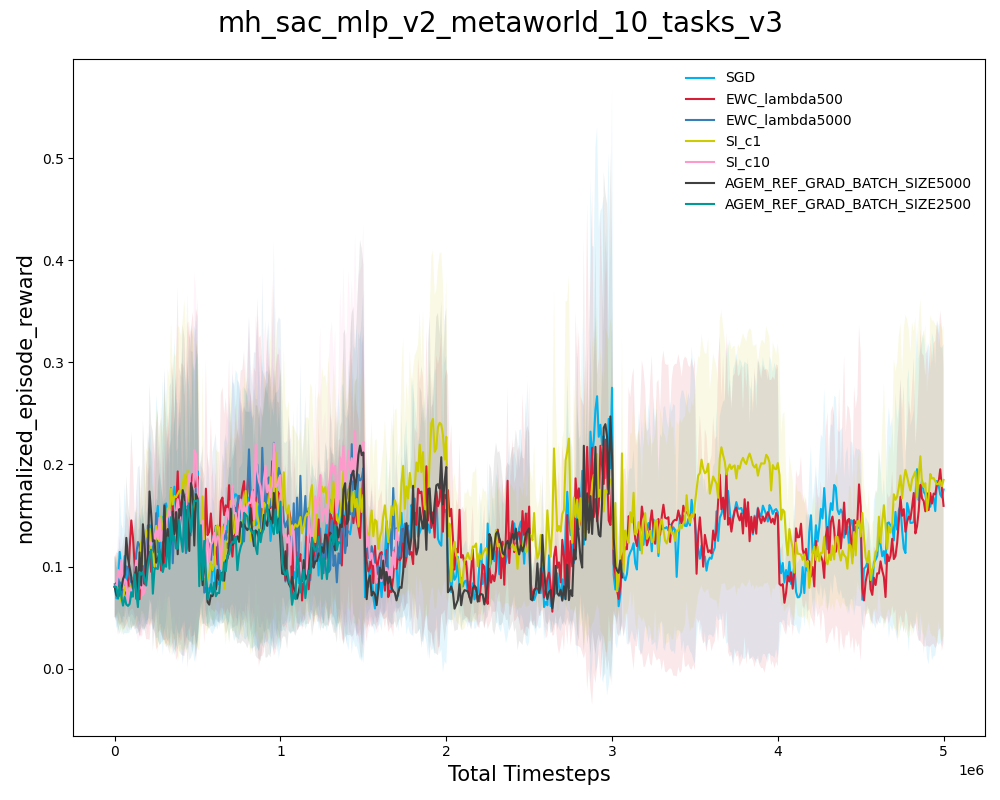 mh_sac_mlp_v2_metaworld_10_tasks_v3
SGD
EWC_lambda500
EWC_lambda5000
SI_c1
SI_c10
AGEM_REF_GRAD_BATCH_SIZE5000
AGEM_REF_GRAD_BATCH_SIZE2500
normalized_episode_reward
0.5
0.4
0.3
0.2
0.1
0.0
0 1 2 3 4 5
1e6
Total Timesteps